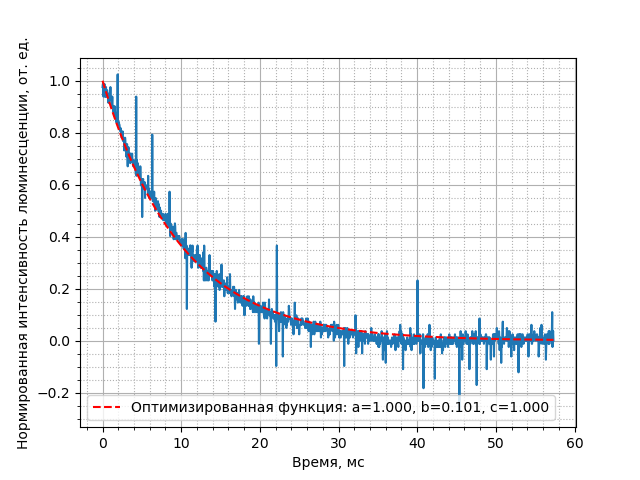 Нормированная интенсивность люминесценции, от. ед.
1.0
0.8
0.6
0.4
0.2
0.0
−0.2
Оптимизированная функция: a=1.000, b=0.101, c=1.000
0 10 20 30 40 50 60
Время, мс